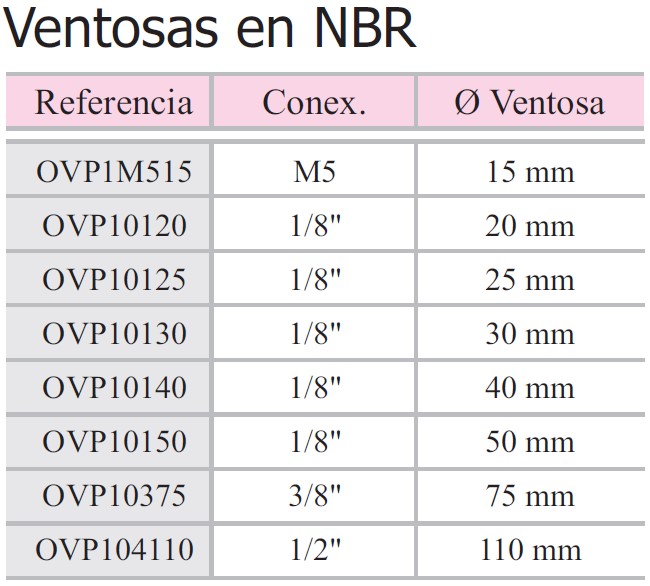 Ventosas en NBR
Referencia Conex. Ø Ventosa
OVP1M515 M5 15 mm
OVP10120 1/8" 20 mm
OVP10125 1/8" 25 mm
OVP10130 1/8" 30 mm
OVP10140 1/8" 40 mm
OVP10150 1/8" 50 mm
OVP10375 3/8" 75 mm
OVP104110 1/2" 110 mm